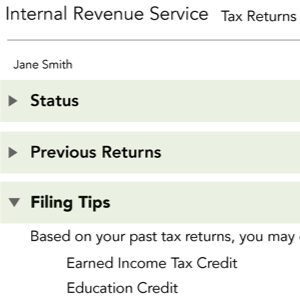 Internal Revenue Service Tax Returns
Jane Smith
Status
Previous Returns
Filing Tips
Based on your past tax returns, you may
Earned Income Tax Credit
Education Credit